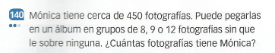 140 Mónica tiene cerca de 450 fotografías. Puede pegarlas
en un álbum en grupos de 8, 9 o 12 fotografías sin que
le sobre ninguna. ¿Cuántas fotografías tiene Mónica?